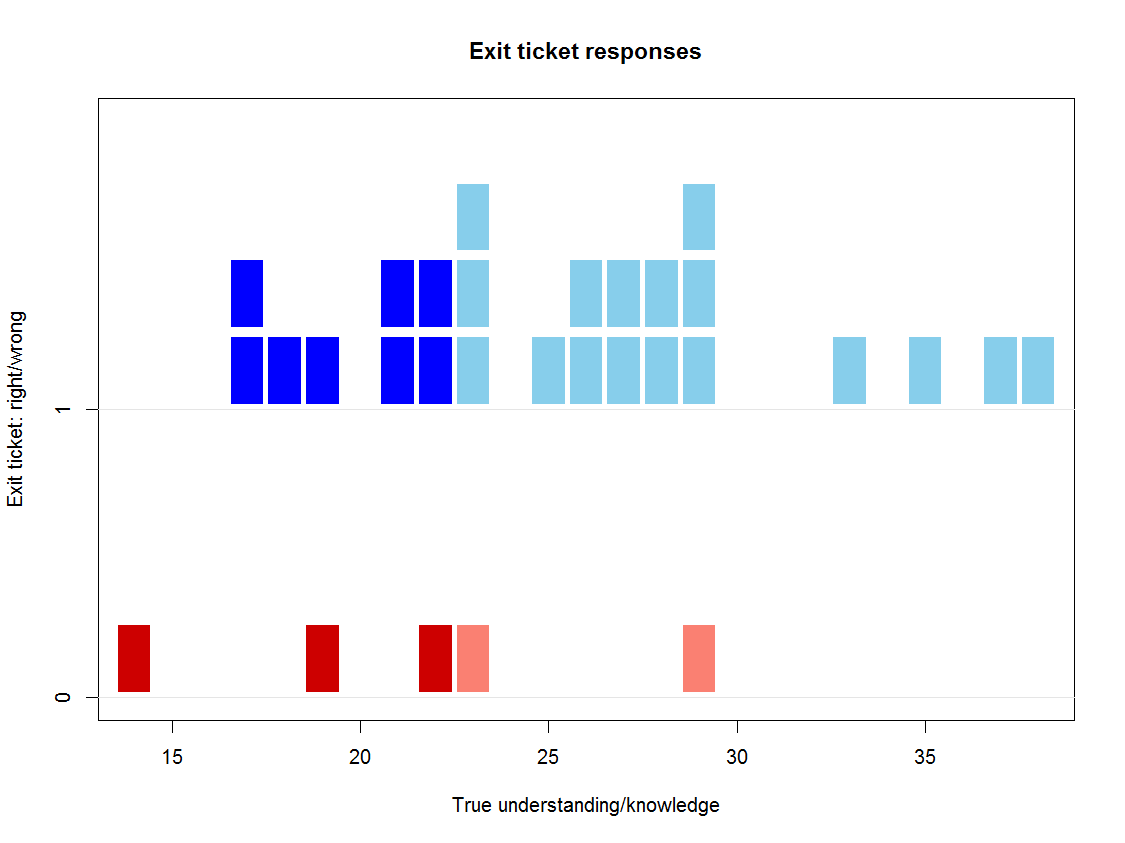 Exit ticket responses
Exit ticket: right/wrong
1
0
15 20 25 30 35
True understanding/knowledge